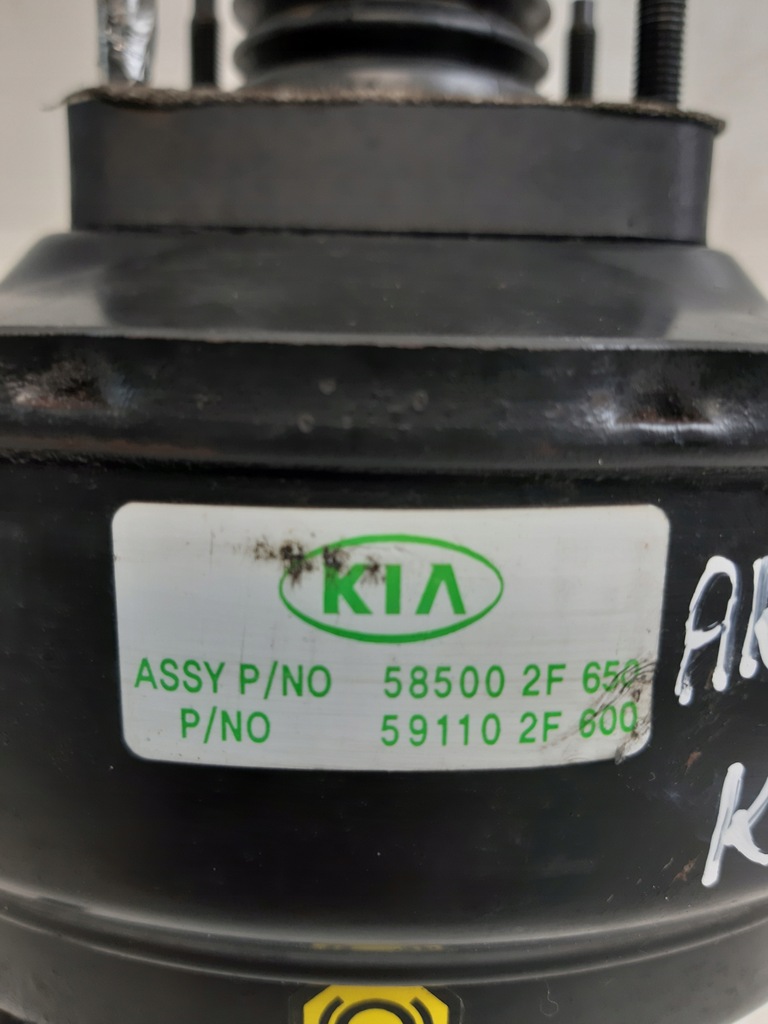 KIA
ASSY P/NO 58500 2F 650
P/NO 59110 2F 600